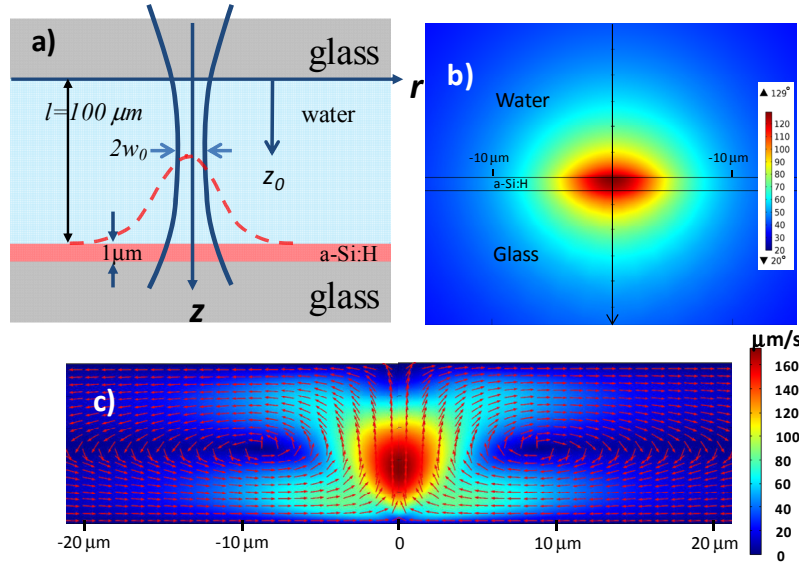 a)
glass
r
l=100 μm
water
2w0
z0
1μm
a-Si:H
glass
z
b)
Water
▲ 129°
120
110
100
90
80
70
60
50
40
30
20
▼ 20°
-10 μm
-10 μm
a-Si:H
Glass
μm/s
c)
160
140
120
100
80
60
40
20
0
-20 μm
-10 μm
0
10 μm
20 μm